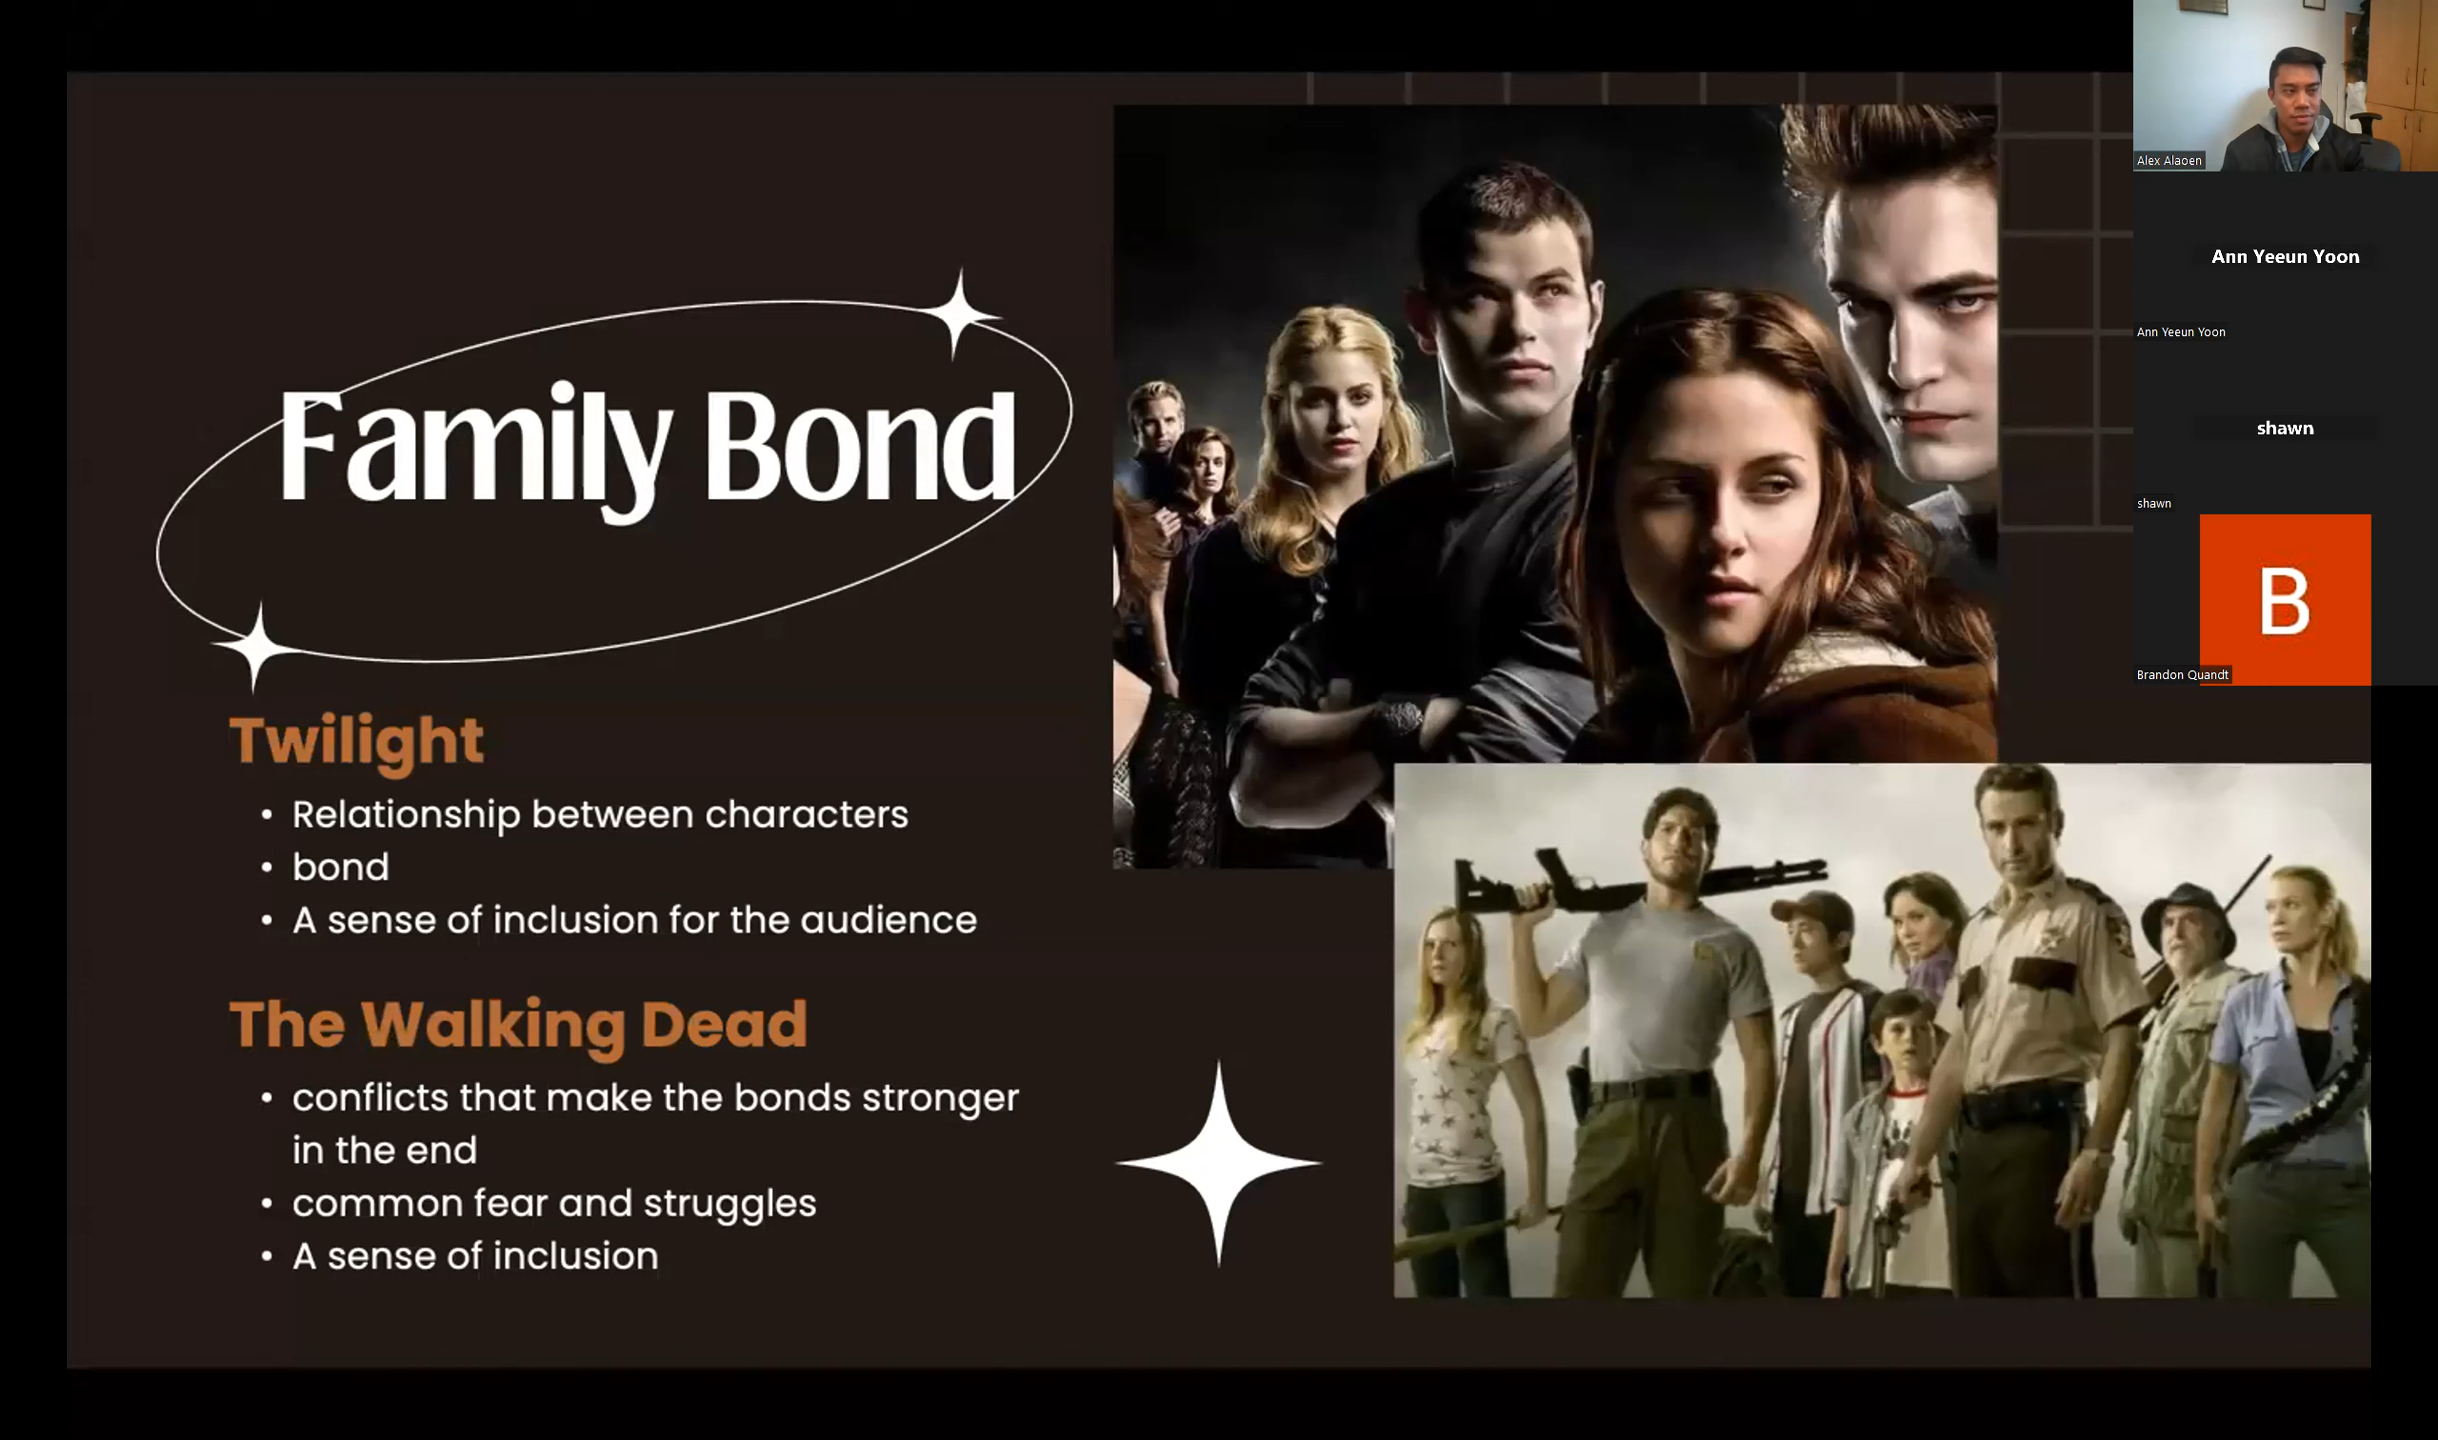 Family Bond
Twilight
• Relationship between characters
• bond
• A sense of inclusion for the audience
The Walking Dead
• conflicts that make the bonds stronger
in the end
• common fear and struggles
• A sense of inclusion
Alex Alaoen
Ann Yeeun Yoon
Ann Yeeun Yoon
shawn
shawn
B
Brandon Quandt